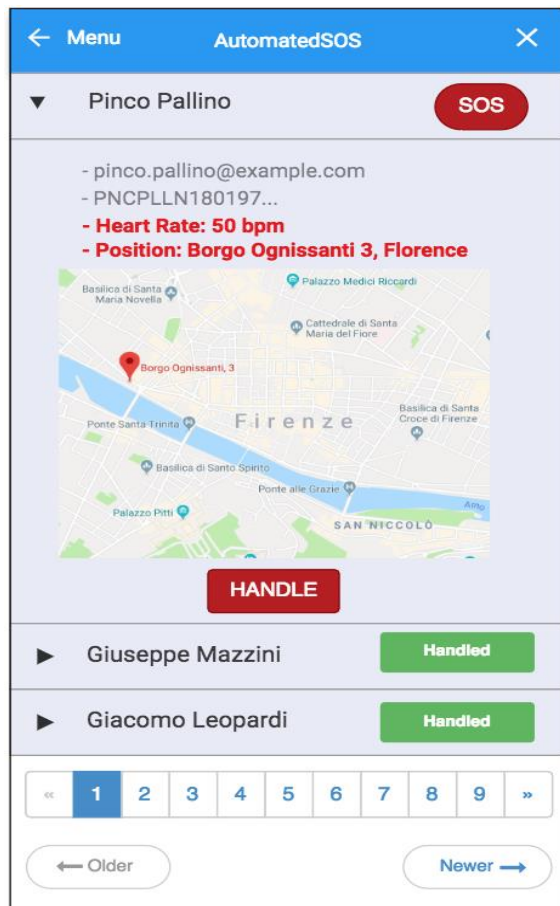 ← Menu AutomatedSOS ×
▼ Pinco Pallino SOS
- pinco.pallino@example.com
- PNCPLLN180197...
- Heart Rate: 50 bpm
- Position: Borgo Ognissanti 3, Florence
Palazzo Medici Riccardi
Basilica di Santa
Maria Novella
Cattedrale di Santa
Maria del Fiore
Borgo Ognissanti, 3
Basilica di Santa
Croce di Firenze
Ponte Santa Trinita
Firenze
Basilica di Santo Spirito
Ponte alle Grazie
Arno
Palazzo Pitti
SAN NICCOLÒ
HANDLE
▶ Giuseppe Mazzini Handled
▶ Giacomo Leopardi Handled
« 1 2 3 4 5 6 7 8 9 »
← Older Newer →